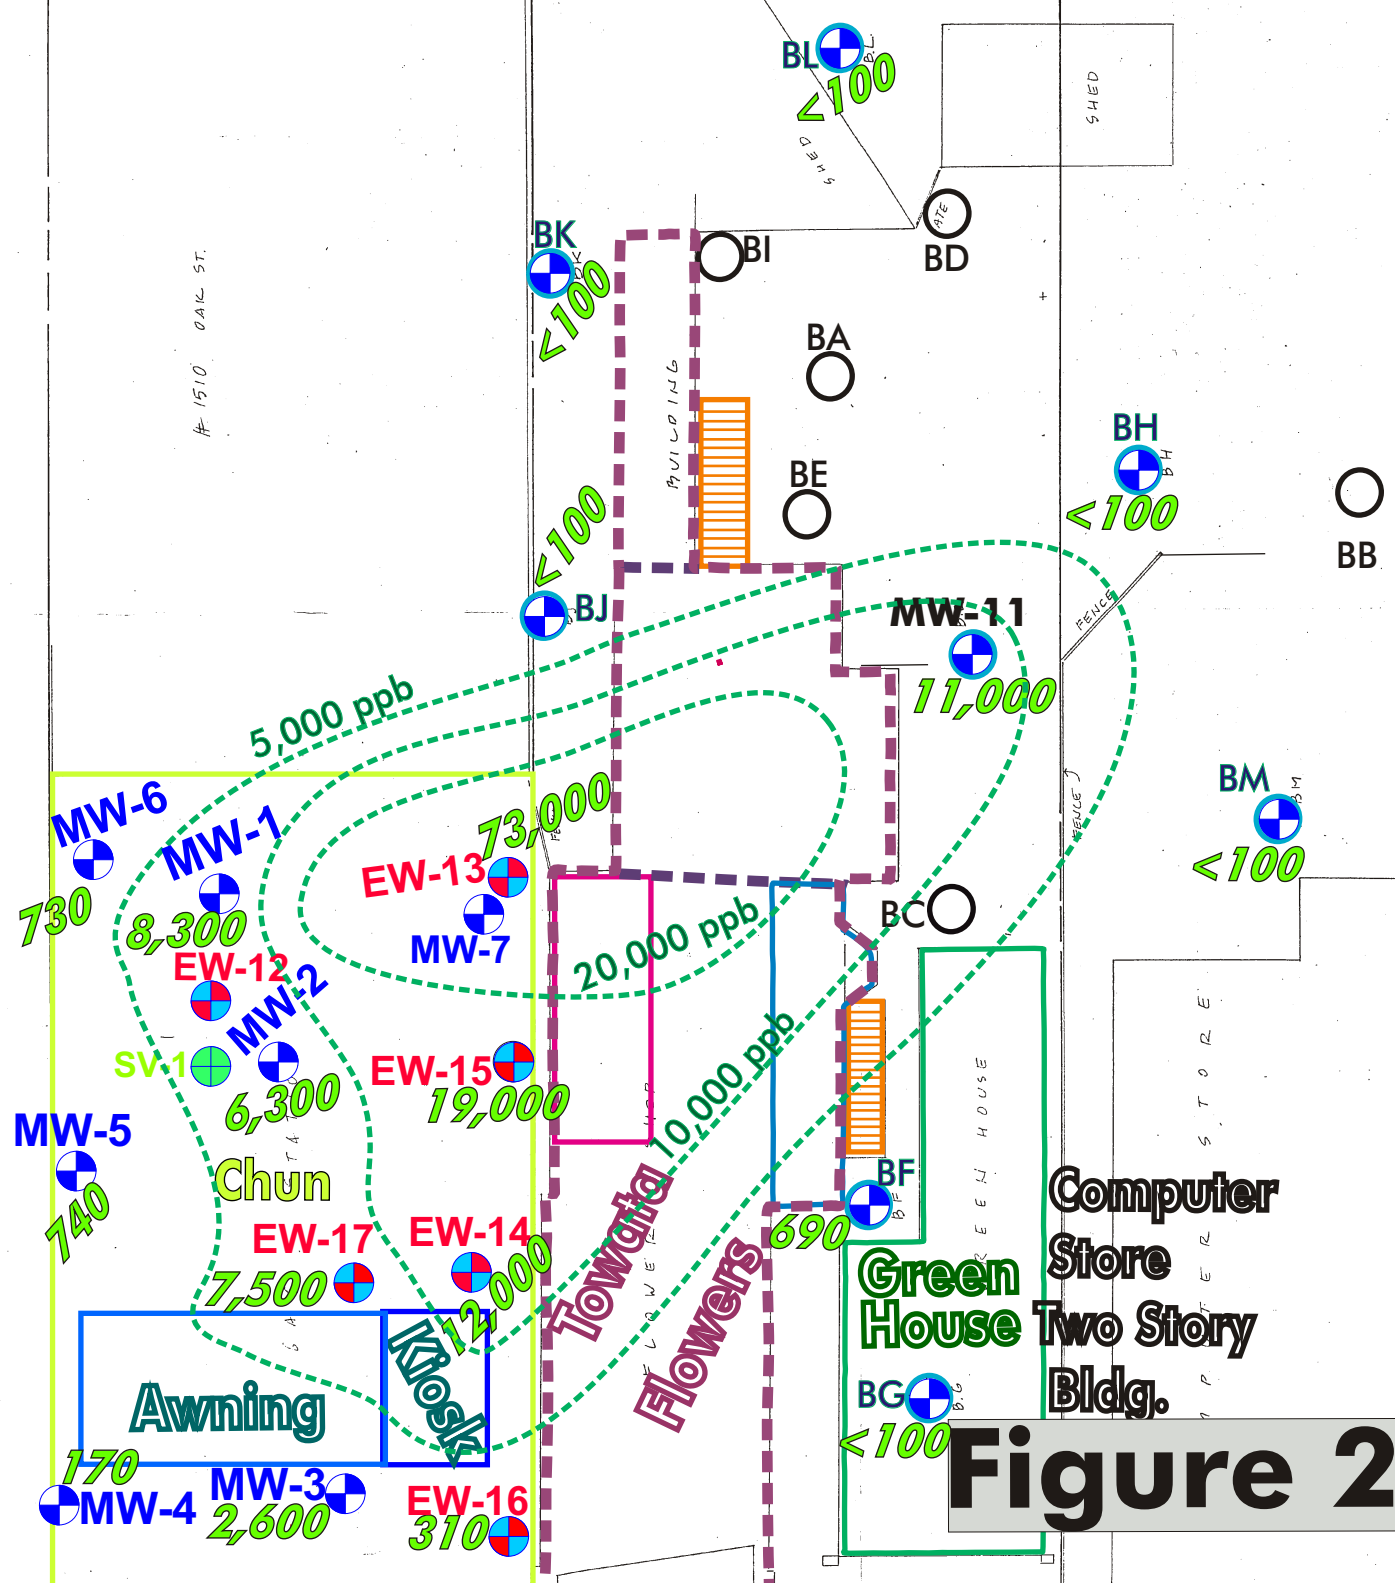 BL
B.L
<100
SHED
SHED
ATE
BD
BI
BK
<100
# 1510 OAK ST.
BUILDING
BA
BE
BH
B H
<100
BB
FENCE
<100
BJ
MW-11
11,000
5,000 ppb
BM
BM
<100
FENCE
MW-6
730
MW-1
8,300
73,000
EW-13
MW-7
20,000 ppb
BC
EW-12
MW-2
SV-1
6,300
EW-15
19,000
10,000 ppb
MW-5
740
Chun
EW-17
7,500
EW-14
12,000
Towata
Flowers
BF
B F
690
Green
House
Computer
Store
Two Story
Bldg.
Awning
Kiosk
BG
B.G
<100
170
MW-4
MW-3
2,600
EW-16
310
Figure 2